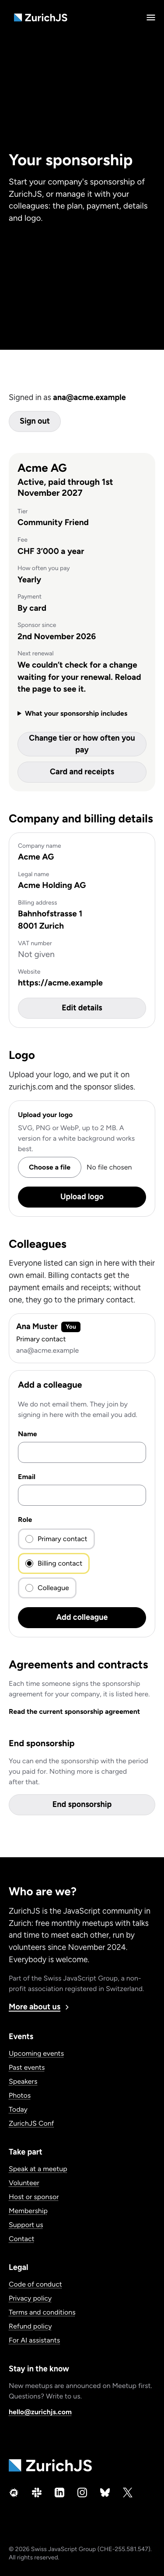 ZurichJS
Your sponsorship
Start your company's sponsorship of
ZurichJS, or manage it with your
colleagues: the plan, payment, details
and logo.
Signed in as ana@acme.example
Sign out
Acme AG
Active, paid through 1st
November 2027
Tier
Community Friend
Fee
CHF 3’000 a year
How often you pay
Yearly
Payment
By card
Sponsor since
2nd November 2026
Next renewal
We couldn’t check for a change
waiting for your renewal. Reload
the page to see it.
What your sponsorship includes
Change tier or how often you
pay
Card and receipts
Company and billing details
Company name
Acme AG
Legal name
Acme Holding AG
Billing address
Bahnhofstrasse 1
8001 Zurich
VAT number
Not given
Website
https://acme.example
Edit details
Logo
Upload your logo, and we put it on
zurichjs.com and the sponsor slides.
Upload your logo
SVG, PNG or WebP, up to 2 MB. A
version for a white background works
best.
Choose a file No file chosen
Upload logo
Colleagues
Everyone listed can sign in here with their
own email. Billing contacts get the
payment emails and receipts; without
one, they go to the primary contact.
Ana Muster You
Primary contact
ana@acme.example
Add a colleague
We do not email them. They join by
signing in here with the email you add.
Name
Email
Role
Primary contact
Billing contact
Colleague
Add colleague
Agreements and contracts
Each time someone signs the sponsorship
agreement for your company, it is listed here.
Read the current sponsorship agreement
End sponsorship
You can end the sponsorship with the period
you paid for. Nothing more is charged
after that.
End sponsorship
Who are we?
ZurichJS is the JavaScript community in
Zurich: free monthly meetups with talks
and time to meet each other, run by
volunteers since November 2024.
Everybody is welcome.
Part of the Swiss JavaScript Group, a non-
profit association registered in Switzerland.
More about us
Events
Upcoming events
Past events
Speakers
Photos
Today
ZurichJS Conf
Take part
Speak at a meetup
Volunteer
Host or sponsor
Membership
Support us
Contact
Legal
Code of conduct
Privacy policy
Terms and conditions
Refund policy
For AI assistants
Stay in the know
New meetups are announced on Meetup first.
Questions? Write to us.
hello@zurichjs.com
ZurichJS
© 2026 Swiss JavaScript Group (CHE-255.581.547).
All rights reserved.